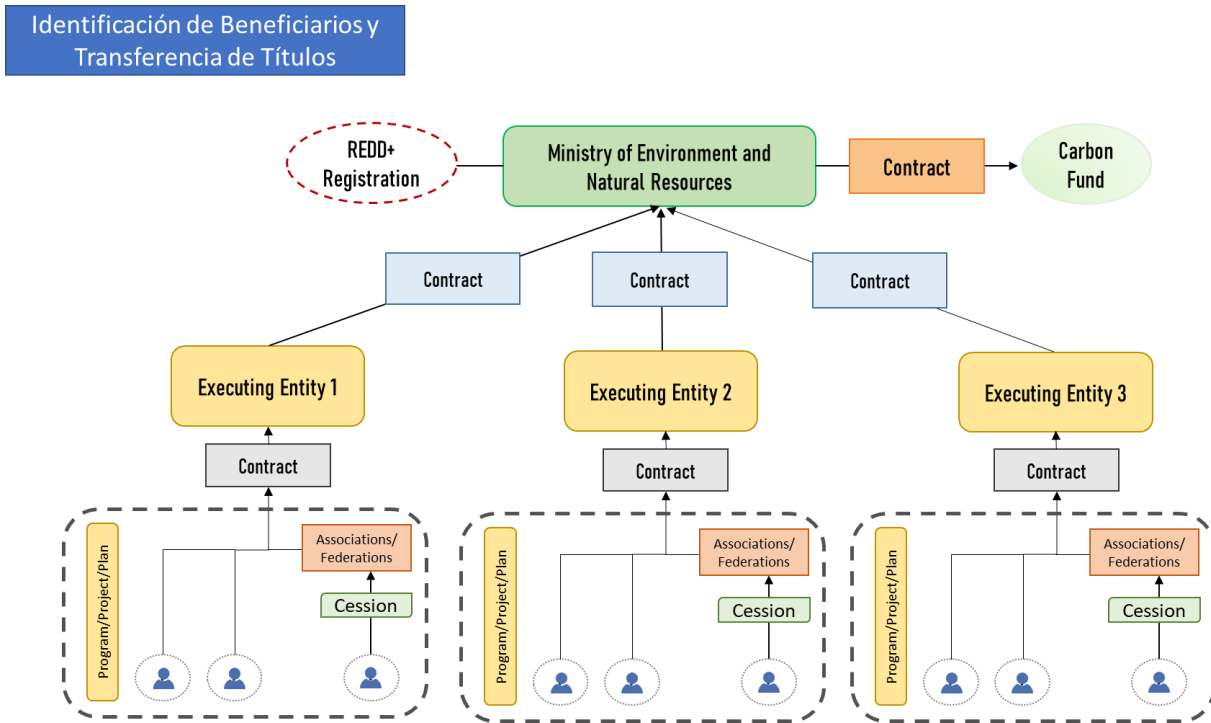 Identificación de Beneficiarios y
Transferencia de Títulos
REDD+
Registration
Ministry of Environment and
Natural Resources
Contract
Carbon
Fund
Contract
Contract
Contract
Executing Entity 1
Executing Entity 2
Executing Entity 3
Contract
Contract
Contract
Program/Project/Plan
Associations/
Federations
Cession
Program/Project/Plan
Associations/
Federations
Cession
Program/Project/Plan
Associations/
Federations
Cession